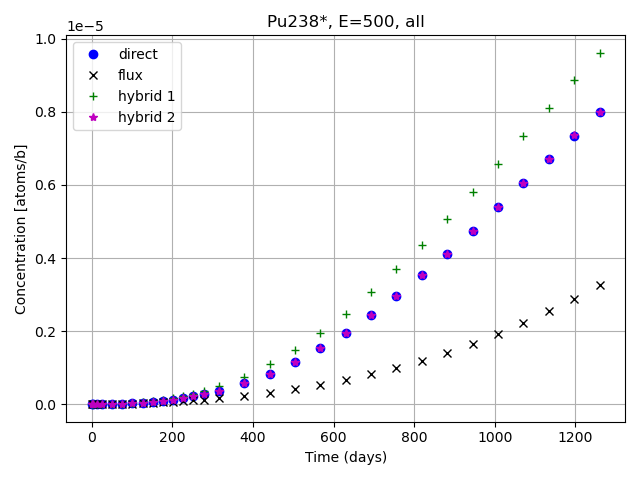 Pu238*, E=500, all
1e−5
direct
flux
hybrid 1
hybrid 2
1.0
0.8
0.6
0.4
0.2
0.0
Concentration [atoms/b]
0 200 400 600 800 1000 1200
Time (days)